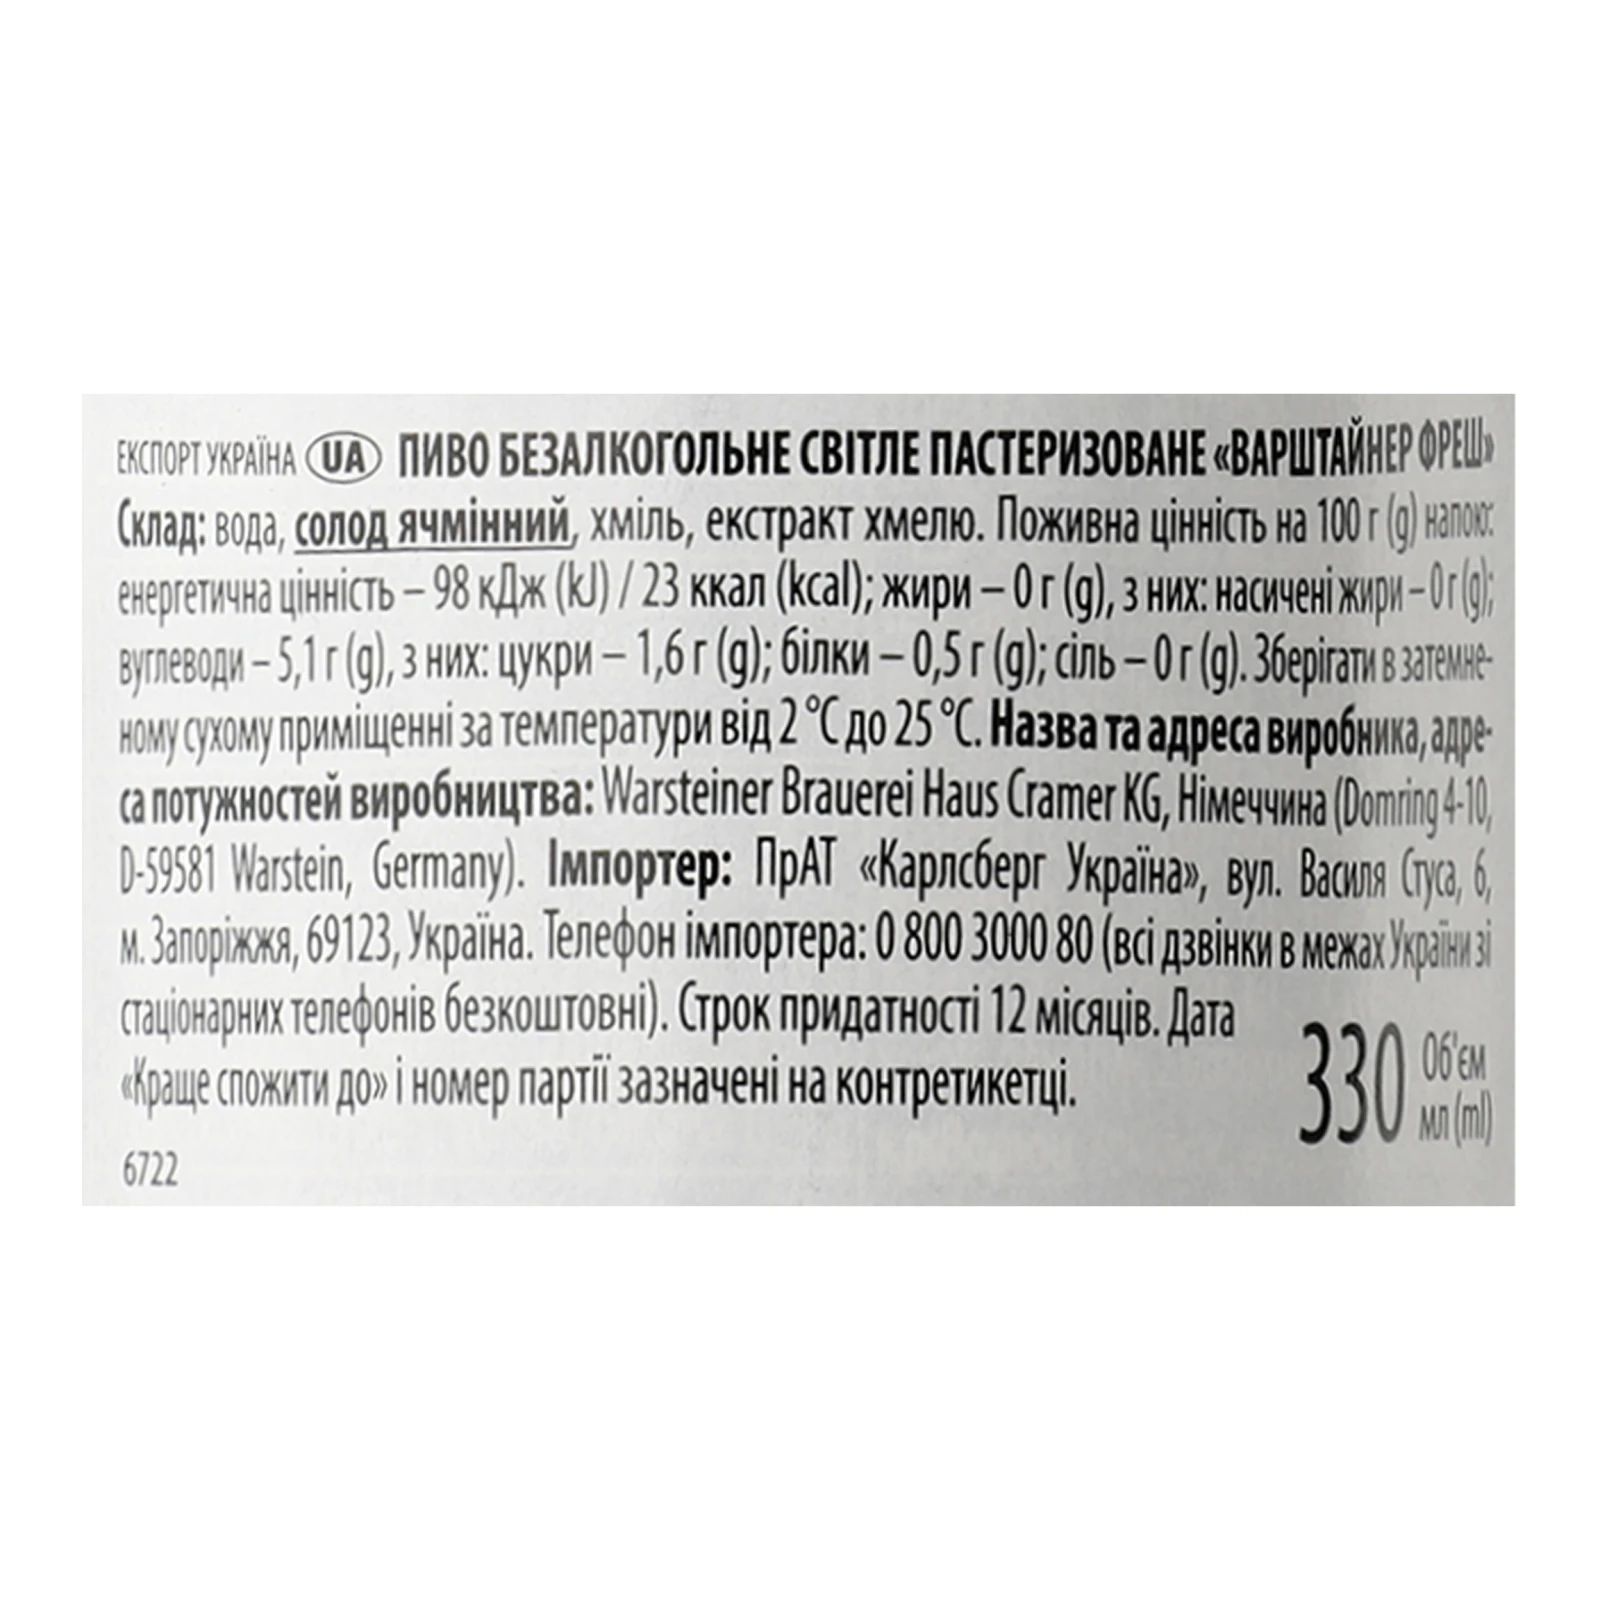 ЕКСПОРТ УКРАЇНА UA ПИВО БЕЗАЛКОГОЛЬНЕ СВІТЛЕ ПАСТЕРИЗОВАНЕ «ВАРШТАЙНЕР ФРЕШ»
Склад: вода, солод ячмінний, хміль, екстракт хмелю. Поживна цінність на 100 г (g) напою:
енергетична цінність – 98 кДж (kJ) / 23 ккал (kcal); жири – 0 г (g), з них: насичені жири – 0 г (g);
вуглеводи – 5,1 г (g), з них: цукри – 1,6 г (g); білки – 0,5 г (g); сіль – 0 г (g). Зберігати в затемне-
ному сухому приміщенні за температури від 2 °С до 25 °С. Назва та адреса виробника, адре-
са потужностей виробництва: Warsteiner Brauerei Haus Cramer KG, Німеччина (Domring 4-10,
D-59581 Warstein, Germany). Імпортер: ПрАТ «Карлсберг Україна», вул. Василя Стуса, 6,
м. Запоріжжя, 69123, Україна. Телефон імпортера: 0 800 3000 80 (всі дзвінки в межах України зі
стаціонарних телефонів безкоштовні). Строк придатності 12 місяців. Дата
«Краще спожити до» і номер партії зазначені на контретикетці.
330 Об'єм мл (ml)
6722